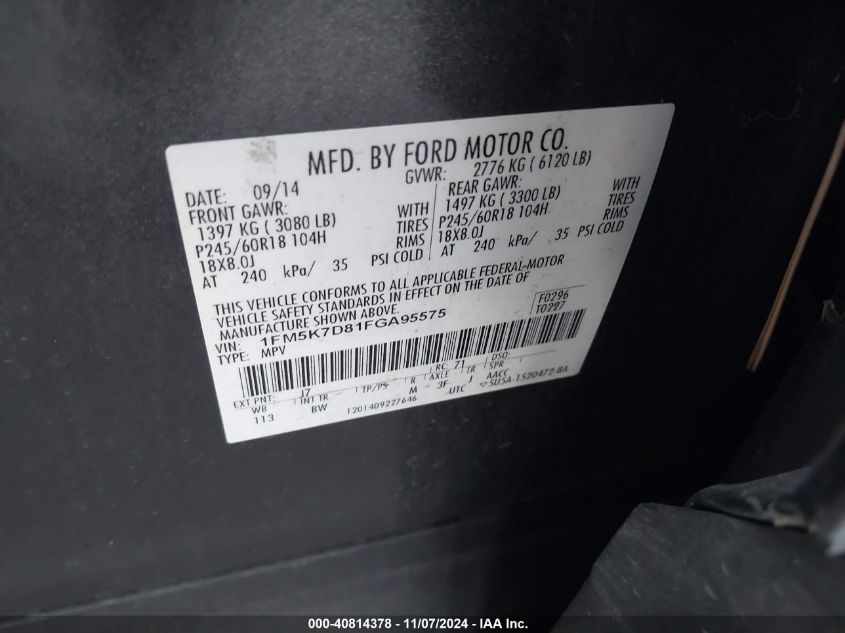 MFD. BY FORD MOTOR CO.
DATE: 09/14 GVWR: 2776 KG ( 6120 LB)
FRONT GAWR: REAR GAWR:
1397 KG ( 3080 LB) WITH 1497 KG ( 3300 LB) WITH
P245/60R18 104H TIRES P245/60R18 104H TIRES
18X8.0J RIMS 18X8.0J RIMS
AT 240 kPa/ 35 PSI COLD AT 240 kPa/ 35 PSI COLD
THIS VEHICLE CONFORMS TO ALL APPLICABLE FEDERAL MOTOR
VEHICLE SAFETY STANDARDS IN EFFECT ON THE DATE OF
MANUFACTURE SHOWN ABOVE.
VIN: 1FM5K7D81FGA95575 F0296
TYPE: MPV T0227
EXT PNT: J7 RC: 71 DSO:
WB INT TR TP/PS R AXLE TR SPR
113 BW M 3F J AACC
1201409227646 UTC 5U5A-1520472-BA
000-40814378 - 11/07/2024 - IAA Inc.